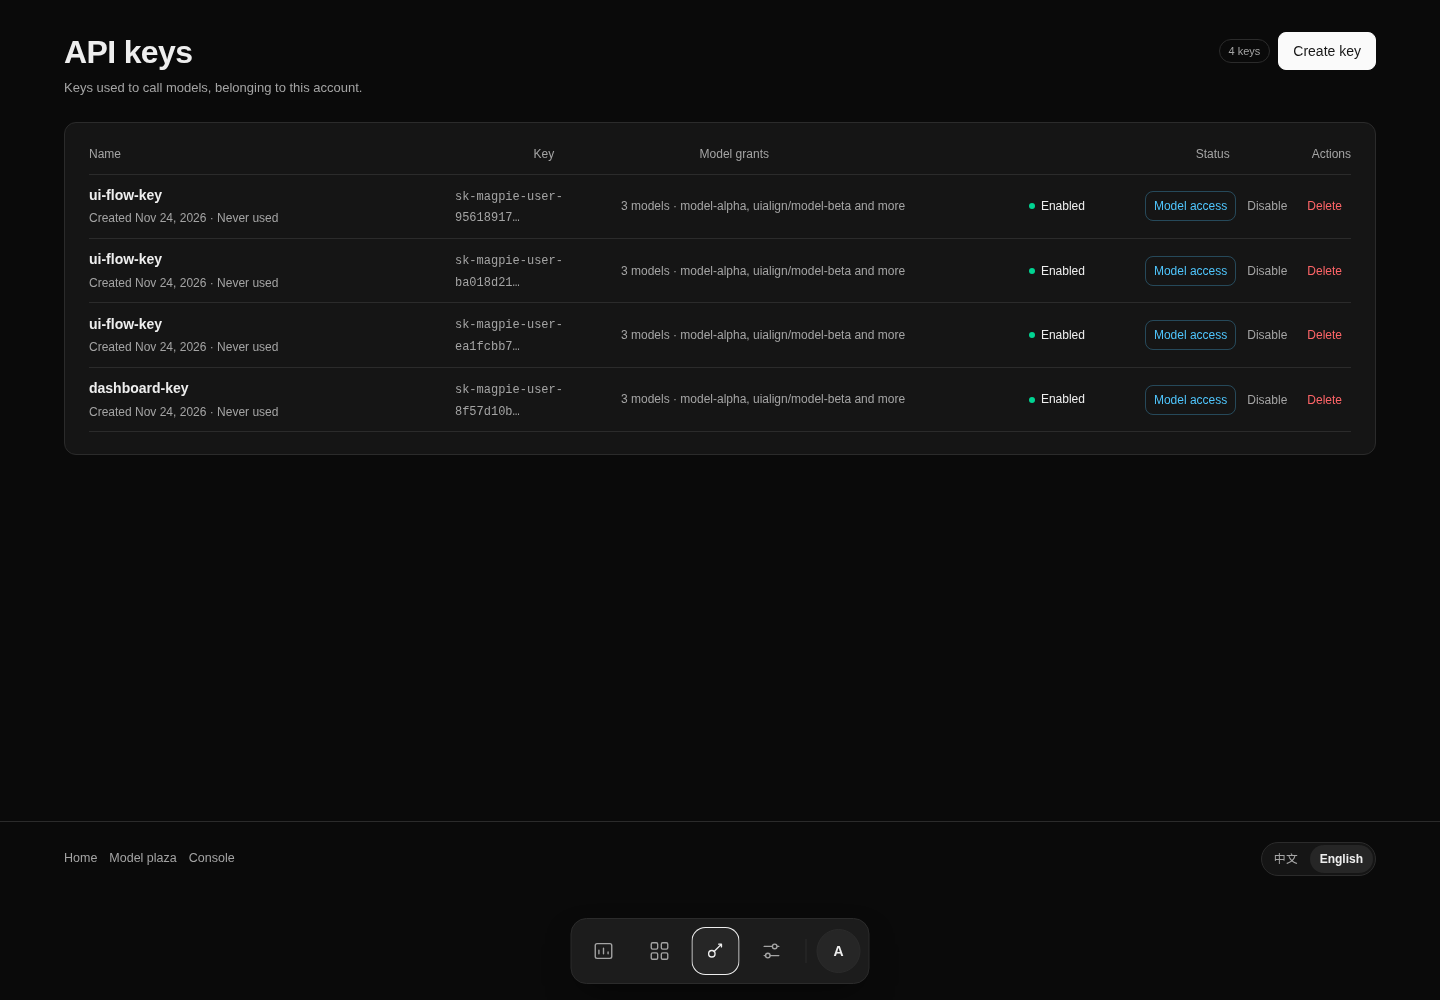 API keys
4 keys
Create key
Keys used to call models, belonging to this account.
Name Key Model grants Status Actions
ui-flow-key
Created Nov 24, 2026 · Never used
sk-magpie-user-
95618917…
3 models · model-alpha, uialign/model-beta and more
Enabled
Model access Disable Delete
ui-flow-key
Created Nov 24, 2026 · Never used
sk-magpie-user-
ba018d21…
3 models · model-alpha, uialign/model-beta and more
Enabled
Model access Disable Delete
ui-flow-key
Created Nov 24, 2026 · Never used
sk-magpie-user-
ea1fcbb7…
3 models · model-alpha, uialign/model-beta and more
Enabled
Model access Disable Delete
dashboard-key
Created Nov 24, 2026 · Never used
sk-magpie-user-
8f57d10b…
3 models · model-alpha, uialign/model-beta and more
Enabled
Model access Disable Delete
Home Model plaza Console
中文 English
A